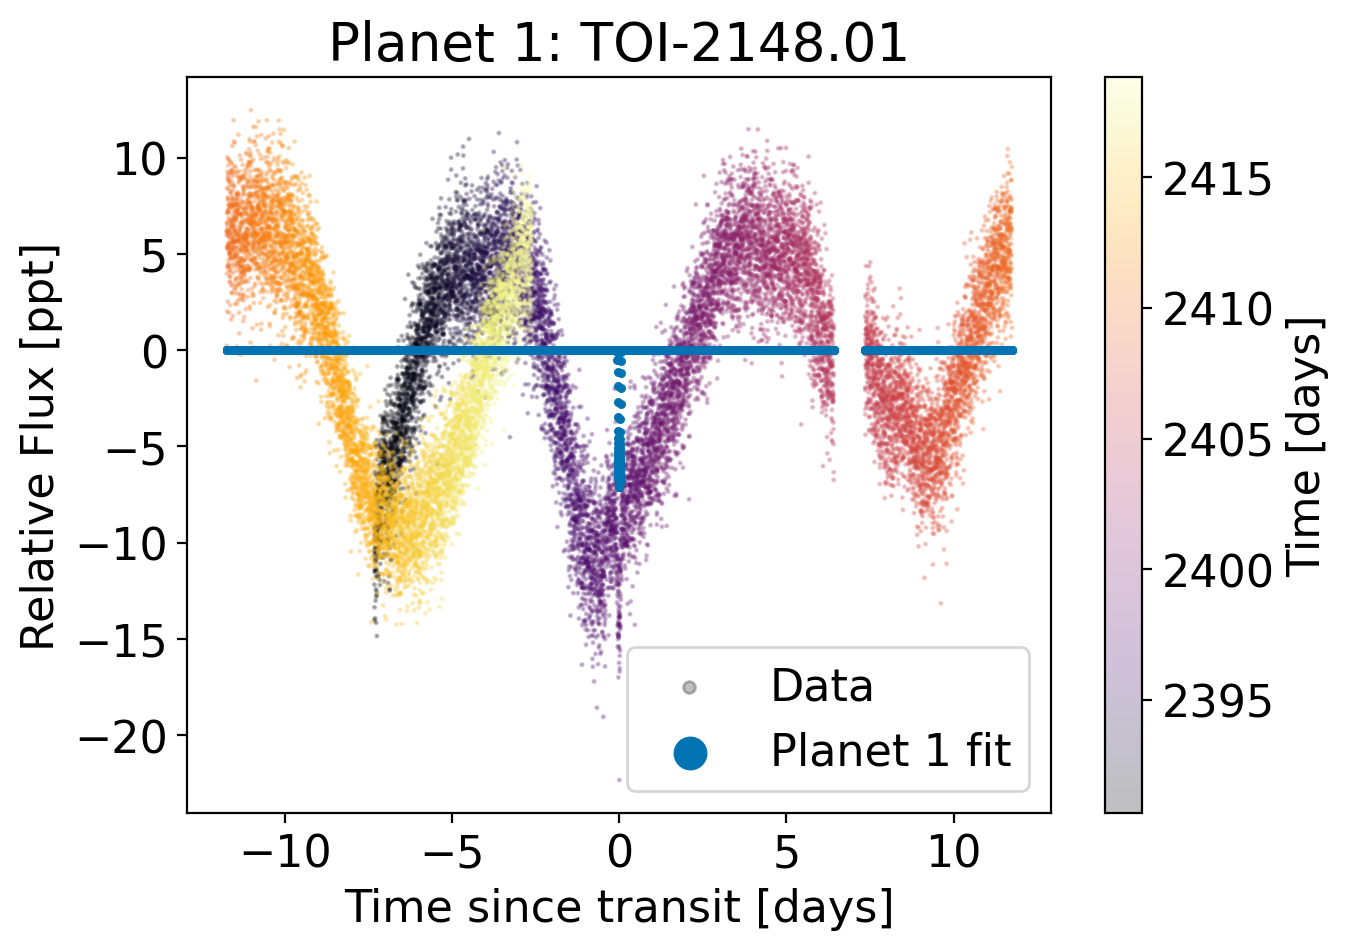 Planet 1: TOI-2148.01
10
5
0
−5
−10
−15
−20
Relative Flux [ppt]
−10
−5
0
5
10
Time since transit [days]
Data
Planet 1 fit
2415
2410
2405
2400
2395
Time [days]